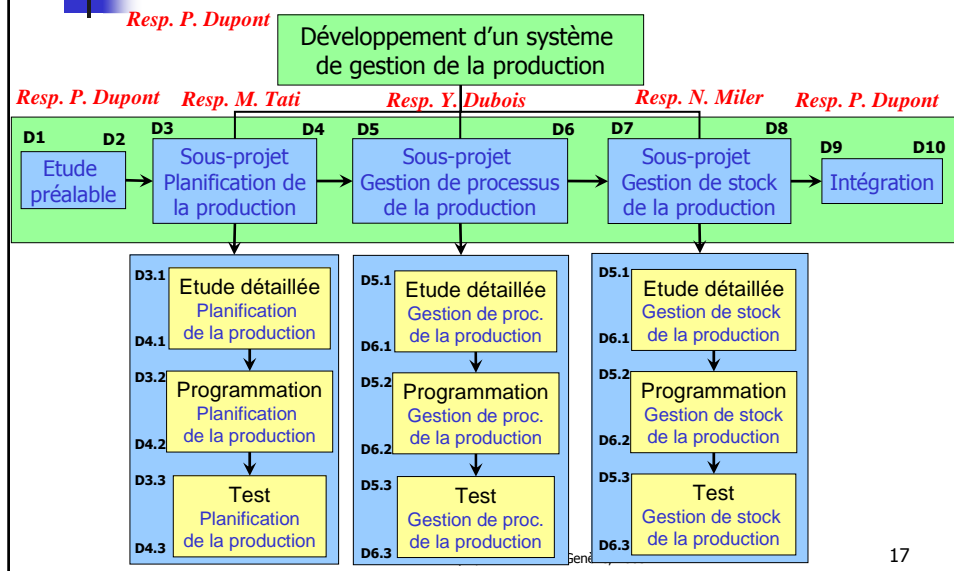 Resp. P. Dupont
Développement d'un système
de gestion de la production
Resp. P. Dupont
Resp. M. Tati
Resp. Y. Dubois
Resp. N. Miler
Resp. P. Dupont
D1
D2
D3
D4
D5
D6
D7
D8
D9
D10
Etude
préalable
Sous-projet
Planification de
la production
Sous-projet
Gestion de processus
de la production
Sous-projet
Gestion de stock
de la production
Intégration
D3.1
Etude détaillée
Planification
de la production
D4.1
D3.2
Programmation
Planification
de la production
D4.2
D3.3
Test
Planification
de la production
D4.3
D5.1
Etude détaillée
Gestion de proc.
de la production
D6.1
D5.2
Programmation
Gestion de proc.
de la production
D6.2
D5.3
Test
Gestion de proc.
de la production
D6.3
D5.1
Etude détaillée
Gestion de stock
de la production
D6.1
D5.2
Programmation
Gestion de stock
de la production
D6.2
D5.3
Test
Gestion de stock
de la production
D6.3
17